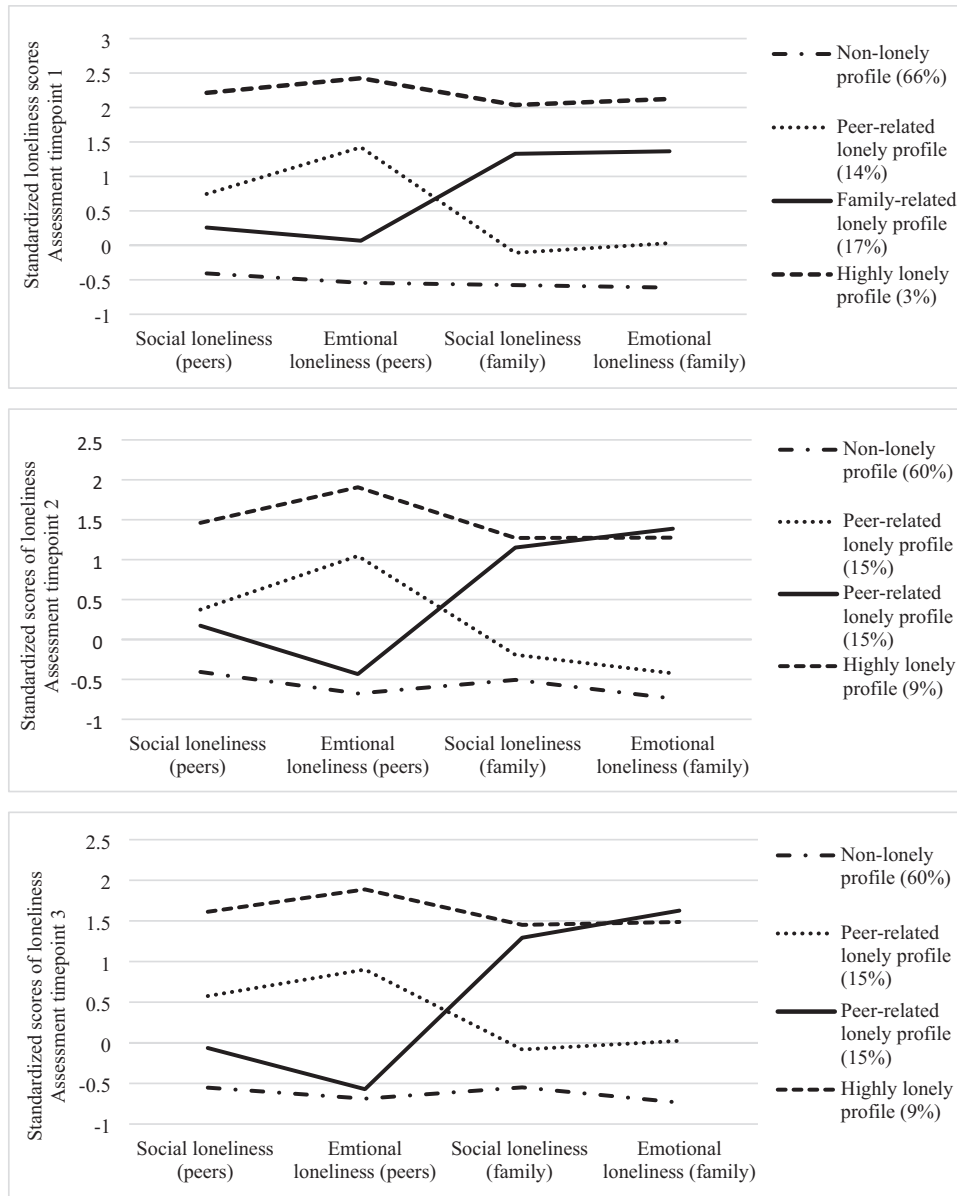 Standardized loneliness scores
Assessment timepoint 1
3
2.5
2
1.5
1
0.5
0
-0.5
-1
Social loneliness
(peers)
Emtional
loneliness (peers)
Social loneliness
(family)
Emotional
loneliness (family)
Non-lonely
profile (66%)
Peer-related
lonely profile
(14%)
Family-related
lonely profile
(17%)
Highly lonely
profile (3%)
Standardized scores of loneliness
Assessment timepoint 2
2.5
2
1.5
1
0.5
0
-0.5
-1
Social loneliness
(peers)
Emtional
loneliness (peers)
Social loneliness
(family)
Emotional
loneliness (family)
Non-lonely
profile (60%)
Peer-related
lonely profile
(15%)
Peer-related
lonely profile
(15%)
Highly lonely
profile (9%)
Standardized scores of loneliness
Assessment timepoint 3
2.5
2
1.5
1
0.5
0
-0.5
-1
Social loneliness
(peers)
Emtional
loneliness (peers)
Social loneliness
(family)
Emotional
loneliness (family)
Non-lonely
profile (60%)
Peer-related
lonely profile
(15%)
Peer-related
lonely profile
(15%)
Highly lonely
profile (9%)